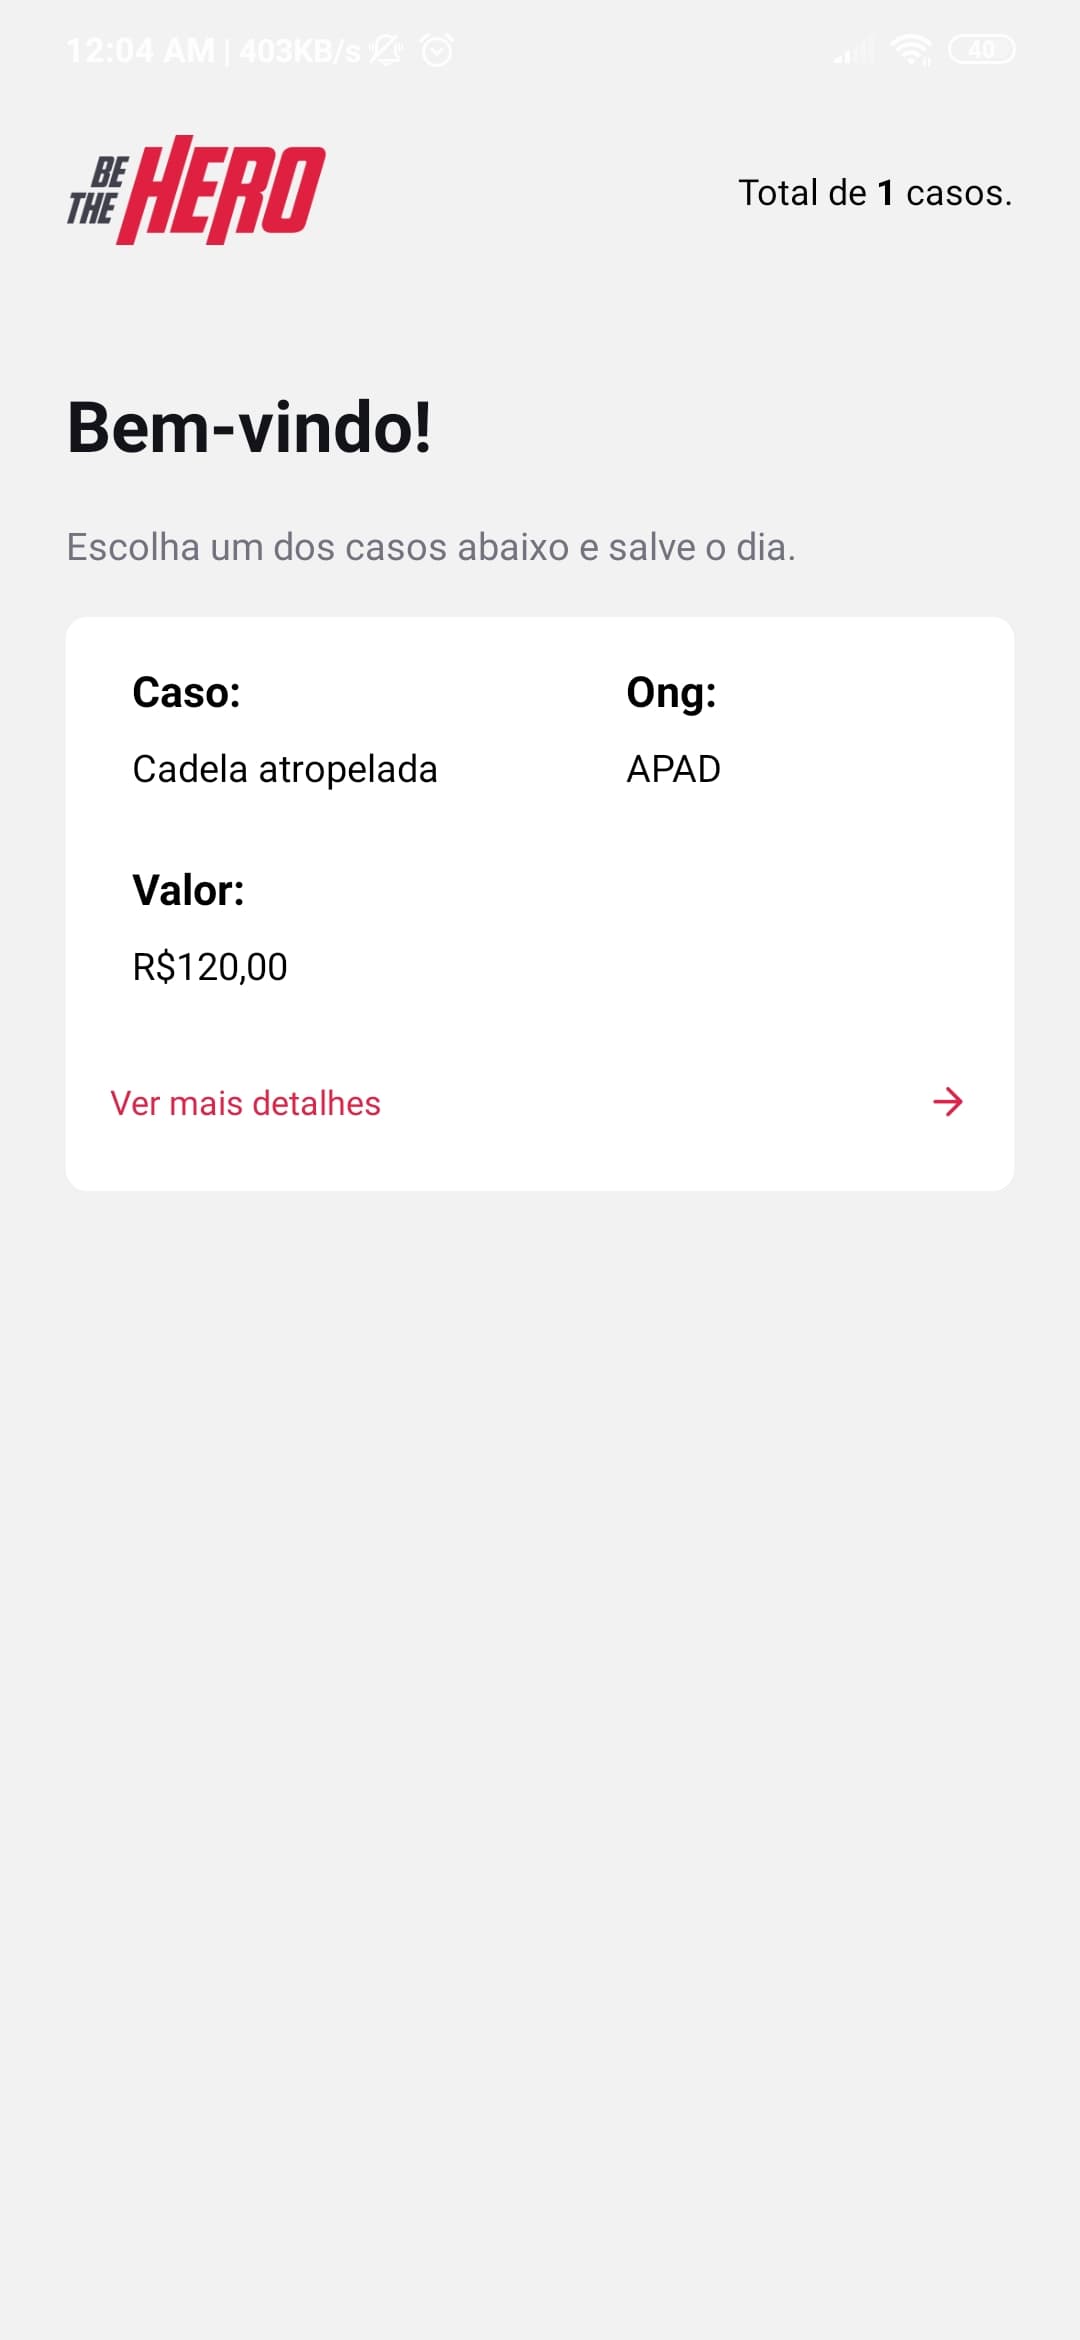 12:04 AM | 403KB/s
40
BE
THE HERO
Total de 1 casos.
Bem-vindo!
Escolha um dos casos abaixo e salve o dia.
Caso:
Ong:
Cadela atropelada
APAD
Valor:
R$120,00
Ver mais detalhes